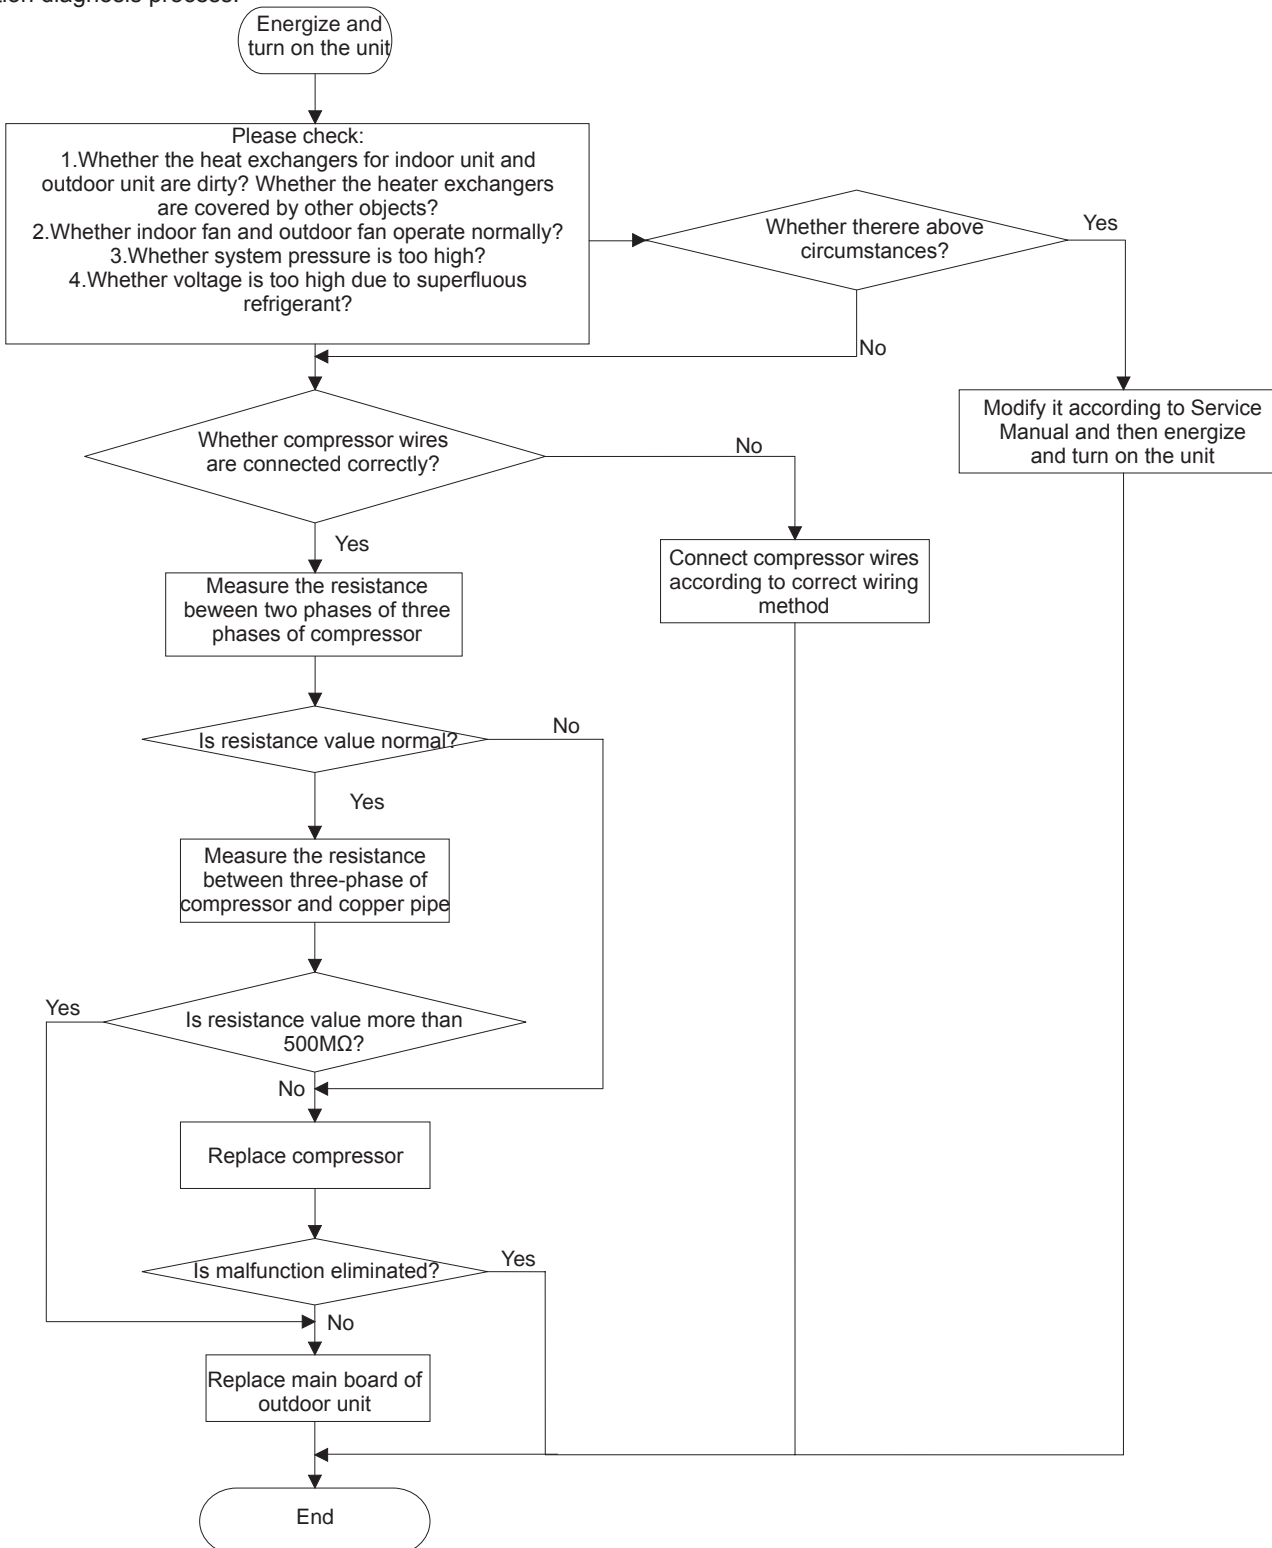 tion diagnosis process:
Energize and
turn on the unit
Please check:
1.Whether the heat exchangers for indoor unit and
outdoor unit are dirty? Whether the heater exchangers
are covered by other objects?
2.Whether indoor fan and outdoor fan operate normally?
3.Whether system pressure is too high?
4.Whether voltage is too high due to superfluous
refrigerant?
Whether therere above
circumstances?
Yes
No
Modify it according to Service
Manual and then energize
and turn on the unit
Whether compressor wires
are connected correctly?
No
Yes
Connect compressor wires
according to correct wiring
method
Measure the resistance
beween two phases of three
phases of compressor
Is resistance value normal?
No
Yes
Measure the resistance
between three-phase of
compressor and copper pipe
Yes
Is resistance value more than
500MΩ?
No
Replace compressor
Is malfunction eliminated?
Yes
No
Replace main board of
outdoor unit
End